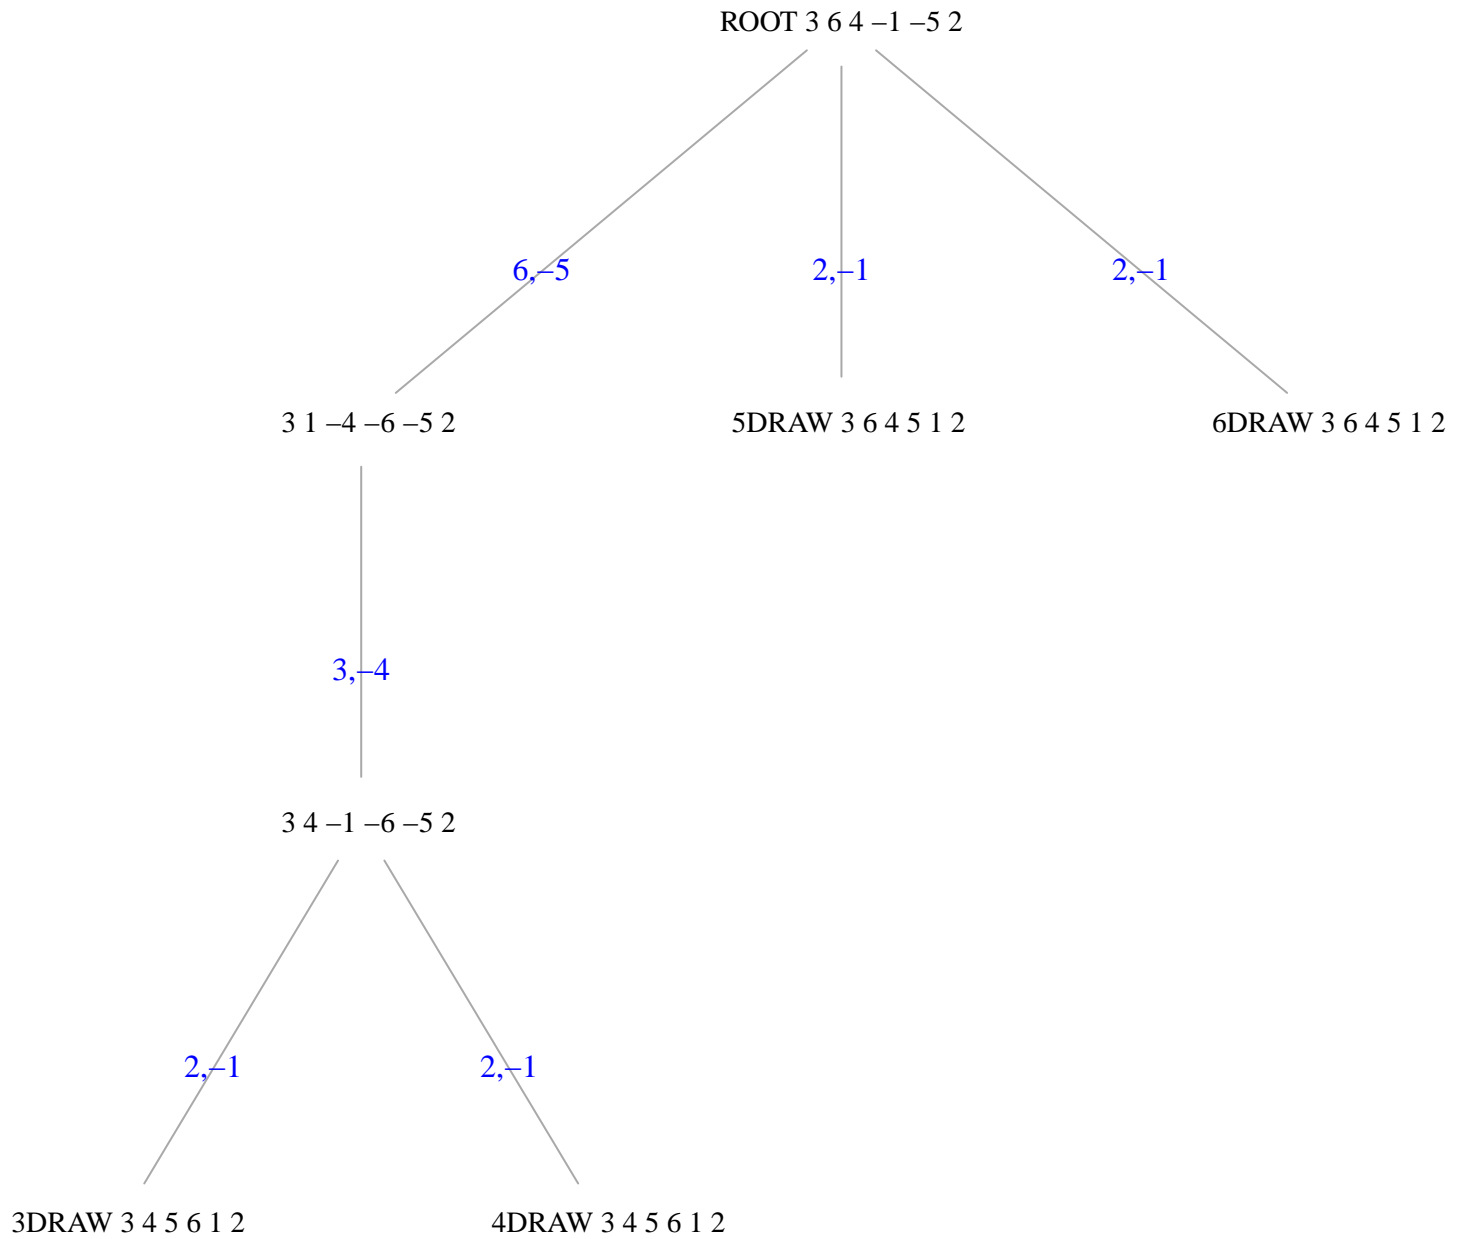 ROOT 3 6 4 –1 –5 2
6,–5
2,–1
2,–1
3 1 –4 –6 –5 2
5DRAW 3 6 4 5 1 2
6DRAW 3 6 4 5 1 2
3,–4
3 4 –1 –6 –5 2
2,–1
2,–1
3DRAW 3 4 5 6 1 2
4DRAW 3 4 5 6 1 2